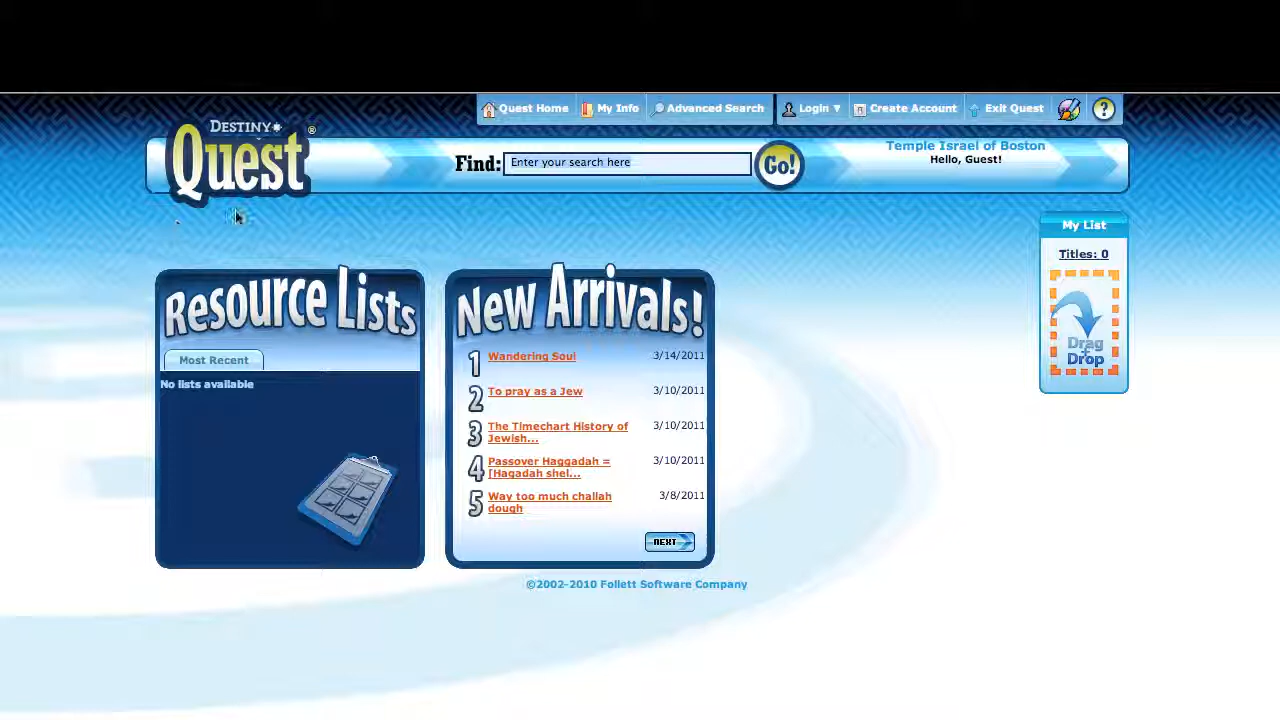 Quest Home My Info Advanced Search Login ▼ Create Account Exit Quest ?
DESTINY
Quest®
Find: Enter your search here Go!
Temple Israel of Boston
Hello, Guest!
My List
Titles: 0
Drag
+
Drop
Resource Lists
Most Recent
No lists available
New Arrivals!
1 Wandering Soul 3/14/2011
2 To pray as a Jew 3/10/2011
3 The Timechart History of 3/10/2011
Jewish...
4 Passover Haggadah = 3/10/2011
[Hagadah shel...
5 Way too much challah 3/8/2011
dough
NEXT
©2002-2010 Follett Software Company